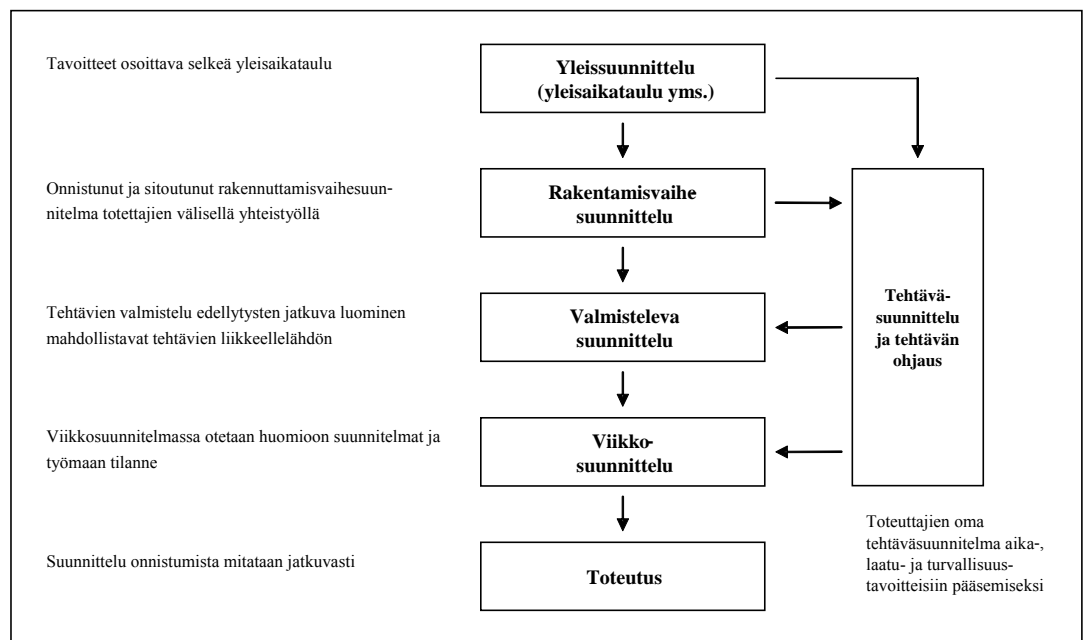 Tavoitteet osoittava selkeä yleisaikataulu
Yleissuunnittelu
(yleisaikataulu yms.)
Onnistunut ja sitoutunut rakennuttamisvaihesuun-
nitelma totettajien välisellä yhteistyöllä
Rakentamisvaihe-
suunnittelu
Tehtävien valmistelu edellytysten jatkuva luominen
mahdollistavat tehtävien liikkeellelähdön
Valmisteleva
suunnittelu
Tehtävä-
suunnittelu
ja tehtävän
ohjaus
Viikkosuunnitelmassa otetaan huomioon suunnitelmat ja
työmaan tilanne
Viikko-
suunnittelu
Suunnittelu onnistumista mitataan jatkuvasti
Toteutus
Toteuttajien oma
tehtäväsuunnitelma aika-,
laatu- ja turvallisuus-
tavoitteisiin pääsemiseksi